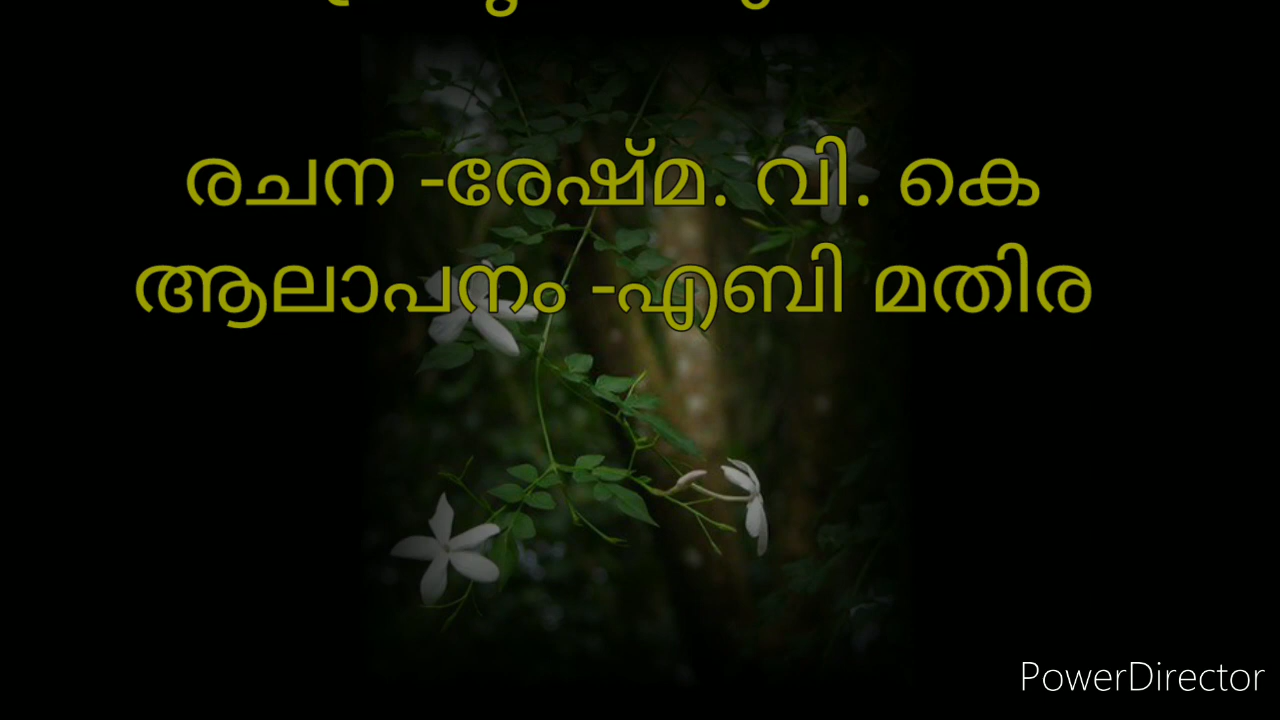 രചന -രേഷ്മ. വി. കെ
ആലാപനം -എബി മതിര
PowerDirector